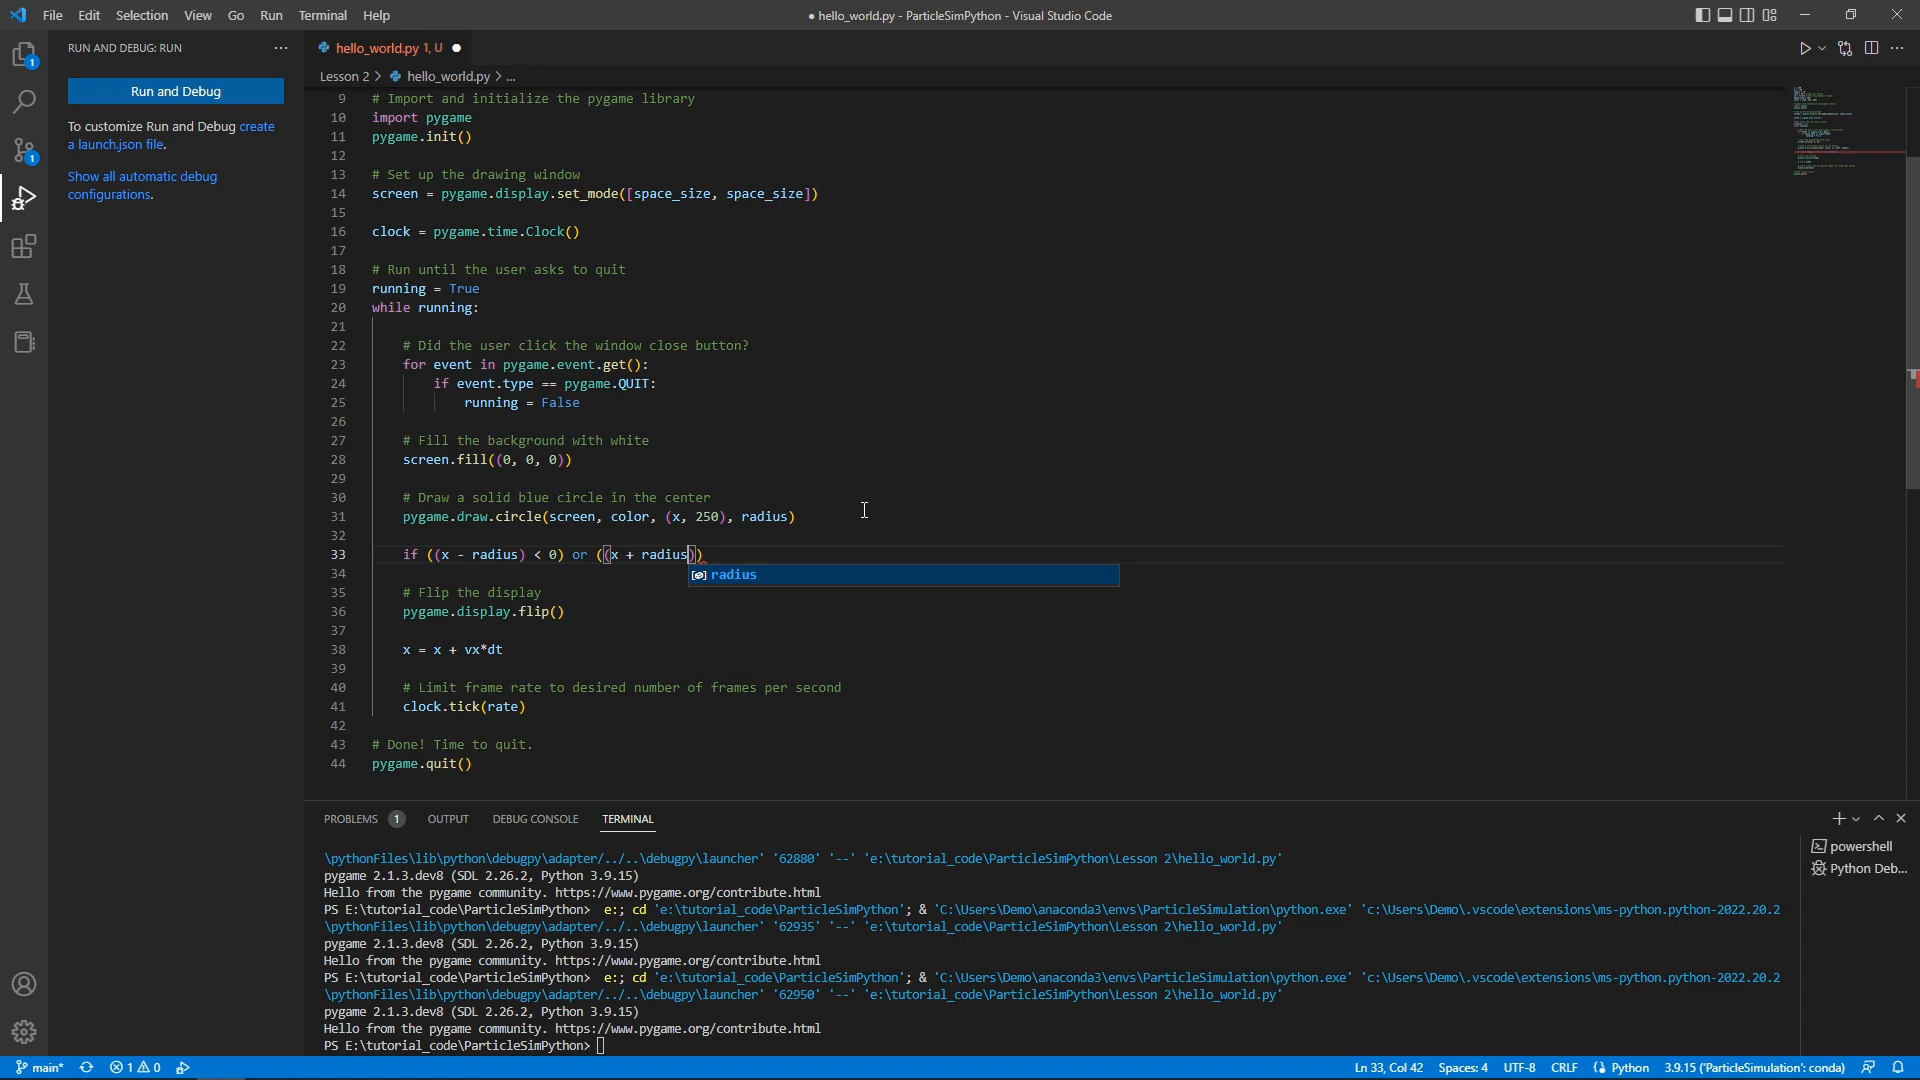 File Edit Selection View Go Run Terminal Help
● hello_world.py - ParticleSimPython - Visual Studio Code
RUN AND DEBUG: RUN
Run and Debug
To customize Run and Debug create
a launch.json file.
Show all automatic debug
configurations.
1
1
hello_world.py 1, U
Lesson 2 > hello_world.py > ...
9 # Import and initialize the pygame library
10 import pygame
11 pygame.init()
12
13 # Set up the drawing window
14 screen = pygame.display.set_mode([space_size, space_size])
15
16 clock = pygame.time.Clock()
17
18 # Run until the user asks to quit
19 running = True
20 while running:
21
22 # Did the user click the window close button?
23 for event in pygame.event.get():
24 if event.type == pygame.QUIT:
25 running = False
26
27 # Fill the background with white
28 screen.fill((0, 0, 0))
29
30 # Draw a solid blue circle in the center
31 pygame.draw.circle(screen, color, (x, 250), radius)
32
33 if ((x - radius) < 0) or ((x + radius))
radius
34
35 # Flip the display
36 pygame.display.flip()
37
38 x = x + vx*dt
39
40 # Limit frame rate to desired number of frames per second
41 clock.tick(rate)
42
43 # Done! Time to quit.
44 pygame.quit()
PROBLEMS 1 OUTPUT DEBUG CONSOLE TERMINAL
\pythonFiles\lib\python\debugpy\adapter/../..\debugpy\launcher' '62880' '--' 'e:\tutorial_code\ParticleSimPython\Lesson 2\hello_world.py'
pygame 2.1.3.dev8 (SDL 2.26.2, Python 3.9.15)
Hello from the pygame community. https://www.pygame.org/contribute.html
PS E:\tutorial_code\ParticleSimPython> e:; cd 'e:\tutorial_code\ParticleSimPython'; & 'C:\Users\Demo\anaconda3\envs\ParticleSimulation\python.exe' 'c:\Users\Demo\.vscode\extensions\ms-python.python-2022.20.2
\pythonFiles\lib\python\debugpy\adapter/../..\debugpy\launcher' '62935' '--' 'e:\tutorial_code\ParticleSimPython\Lesson 2\hello_world.py'
pygame 2.1.3.dev8 (SDL 2.26.2, Python 3.9.15)
Hello from the pygame community. https://www.pygame.org/contribute.html
PS E:\tutorial_code\ParticleSimPython> e:; cd 'e:\tutorial_code\ParticleSimPython'; & 'C:\Users\Demo\anaconda3\envs\ParticleSimulation\python.exe' 'c:\Users\Demo\.vscode\extensions\ms-python.python-2022.20.2
\pythonFiles\lib\python\debugpy\adapter/../..\debugpy\launcher' '62950' '--' 'e:\tutorial_code\ParticleSimPython\Lesson 2\hello_world.py'
pygame 2.1.3.dev8 (SDL 2.26.2, Python 3.9.15)
Hello from the pygame community. https://www.pygame.org/contribute.html
PS E:\tutorial_code\ParticleSimPython>
powershell
Python Deb...
main* 1 0 Ln 33, Col 42 Spaces: 4 UTF-8 CRLF Python 3.9.15 ('ParticleSimulation': conda)